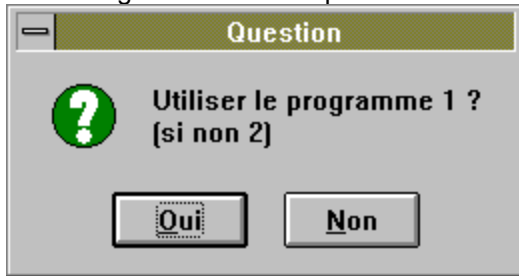 Question
Utiliser le programme 1 ?
(si non 2)
Oui
Non